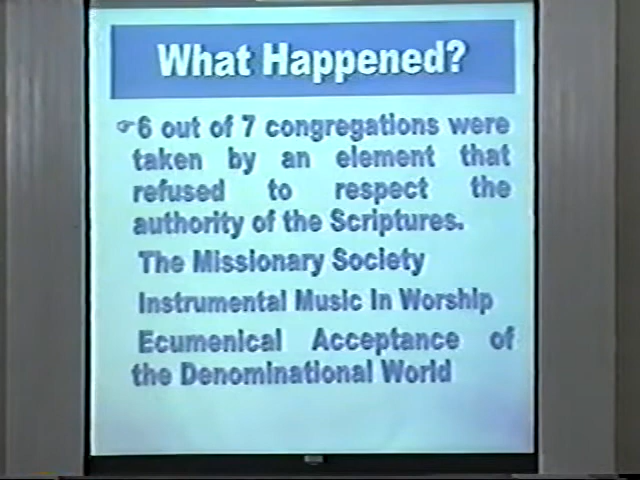 What Happened?
☞6 out of 7 congregations were
taken by an element that
refused to respect the
authority of the Scriptures.
The Missionary Society
Instrumental Music In Worship
Ecumenical Acceptance of
the Denominational World